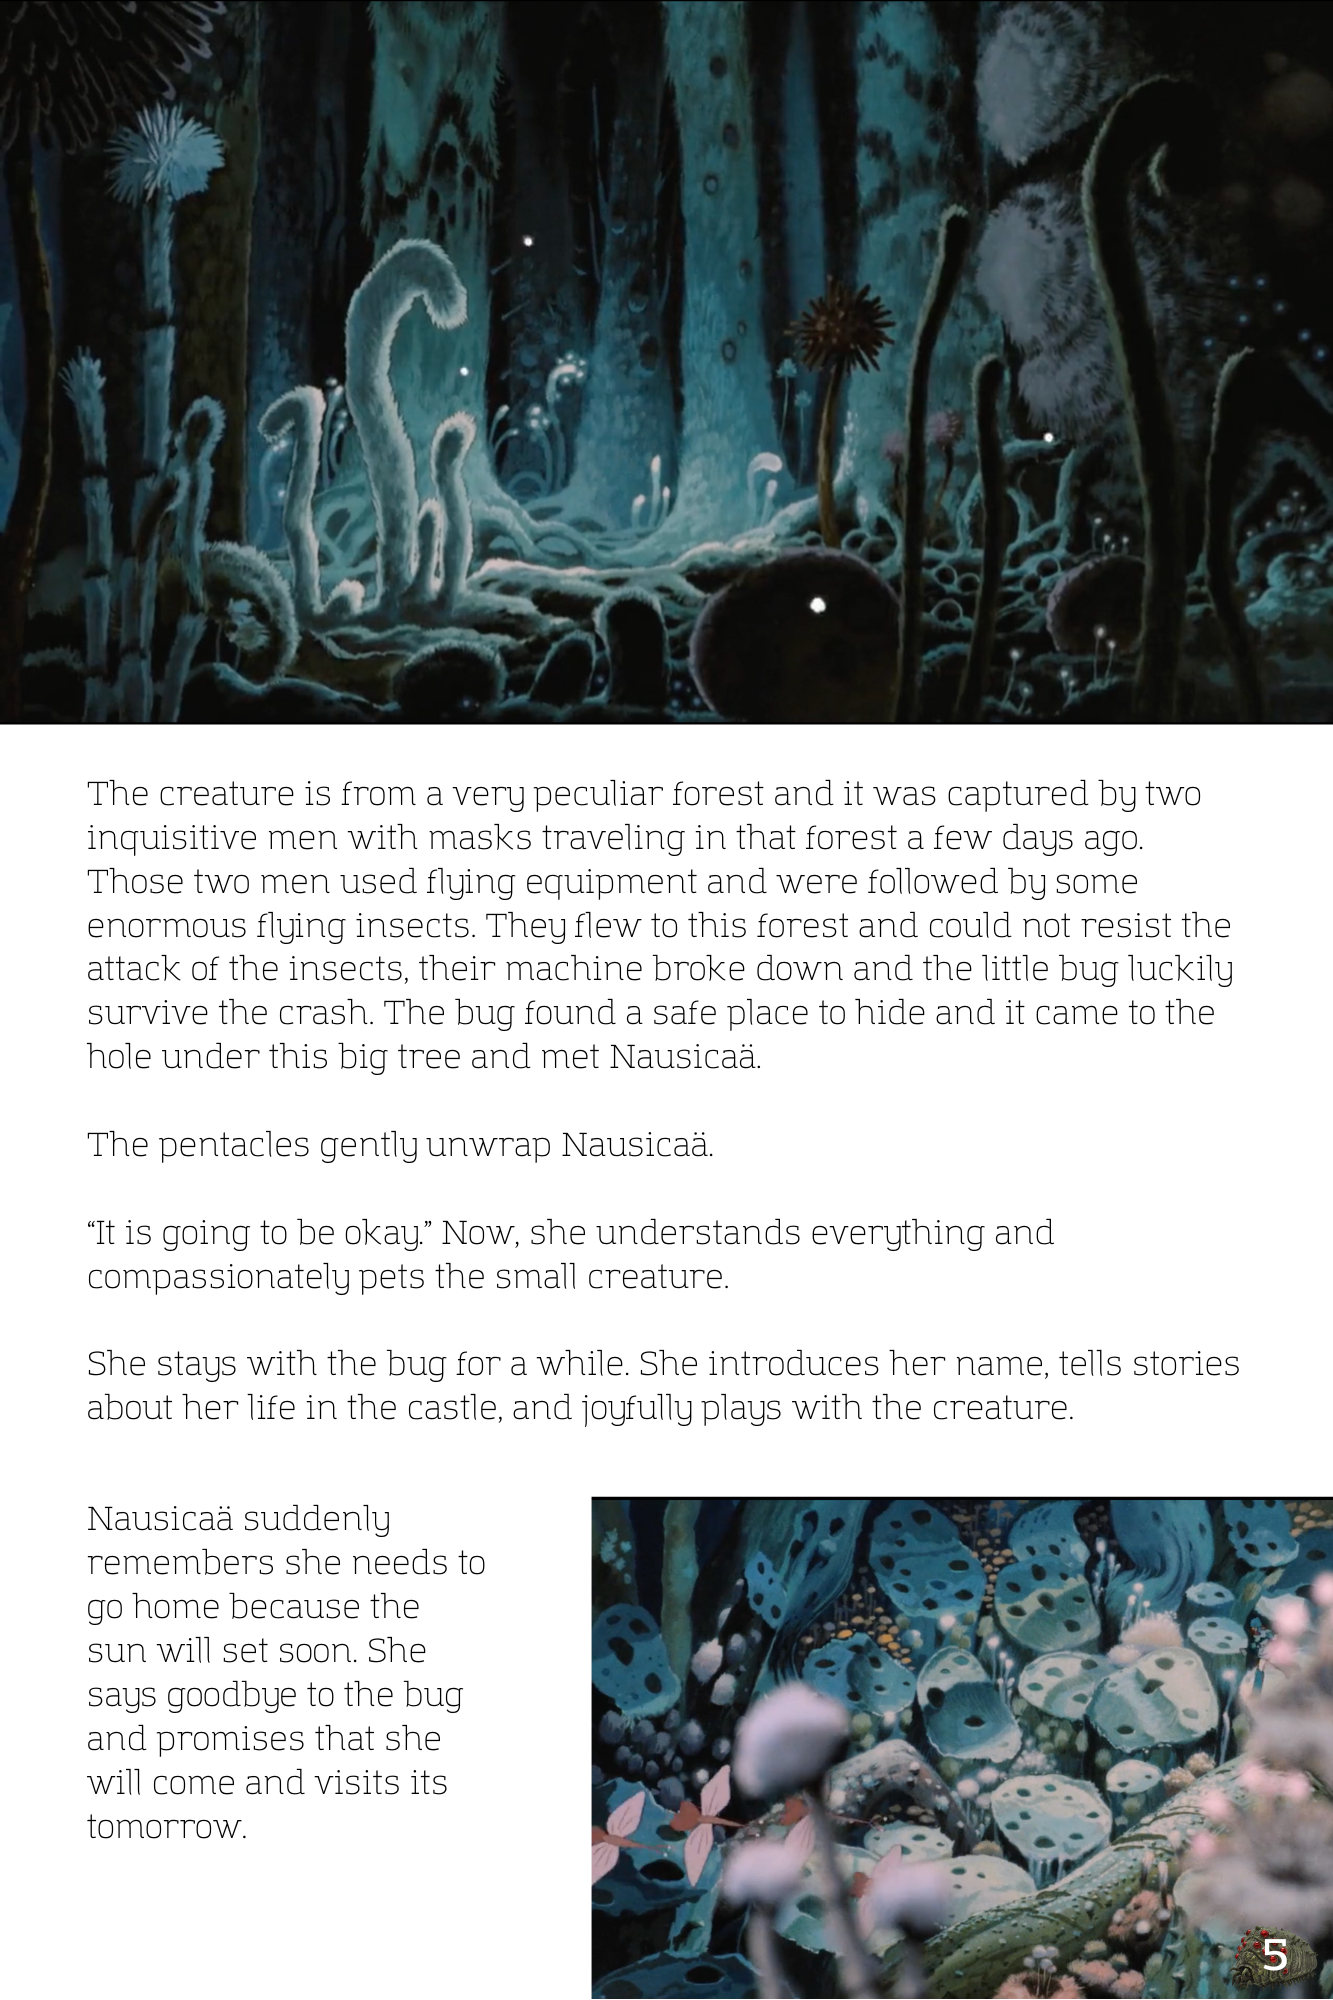 The creature is from a very peculiar forest and it was captured by two
inquisitive men with masks traveling in that forest a few days ago.
Those two men used flying equipment and were followed by some
enormous flying insects. They flew to this forest and could not resist the
attack of the insects, their machine broke down and the little bug luckily
survive the crash. The bug found a safe place to hide and it came to the
hole under this big tree and met Nausicaä.
The pentacles gently unwrap Nausicaä.
“It is going to be okay.” Now, she understands everything and
compassionately pets the small creature.
She stays with the bug for a while. She introduces her name, tells stories
about her life in the castle, and joyfully plays with the creature.
Nausicaä suddenly
remembers she needs to
go home because the
sun will set soon. She
says goodbye to the bug
and promises that she
will come and visits its
tomorrow.
5